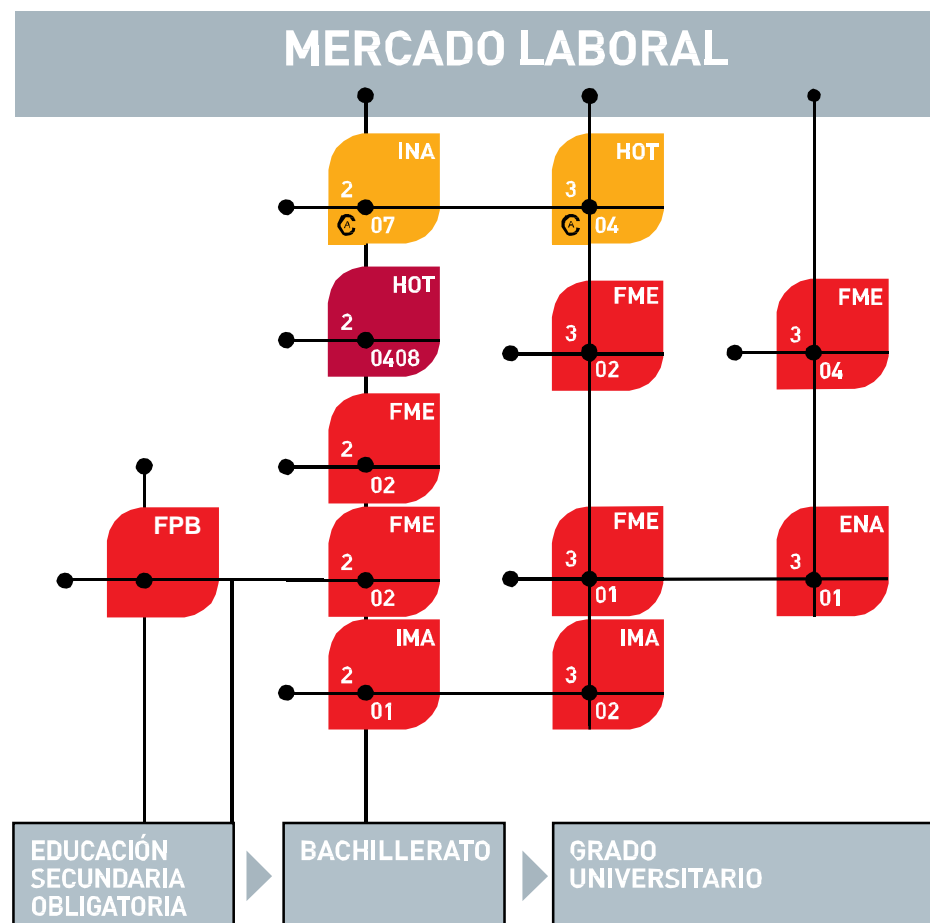 MERCADO LABORAL
INA
2
07
HOT
3
04
HOT
2
0408
FME
3
02
FME
3
04
FME
2
02
FPB
FME
2
02
FME
3
01
ENA
3
01
IMA
2
01
IMA
3
02
EDUCACIÓN
SECUNDARIA
OBLIGATORIA
BACHILLERATO
GRADO
UNIVERSITARIO